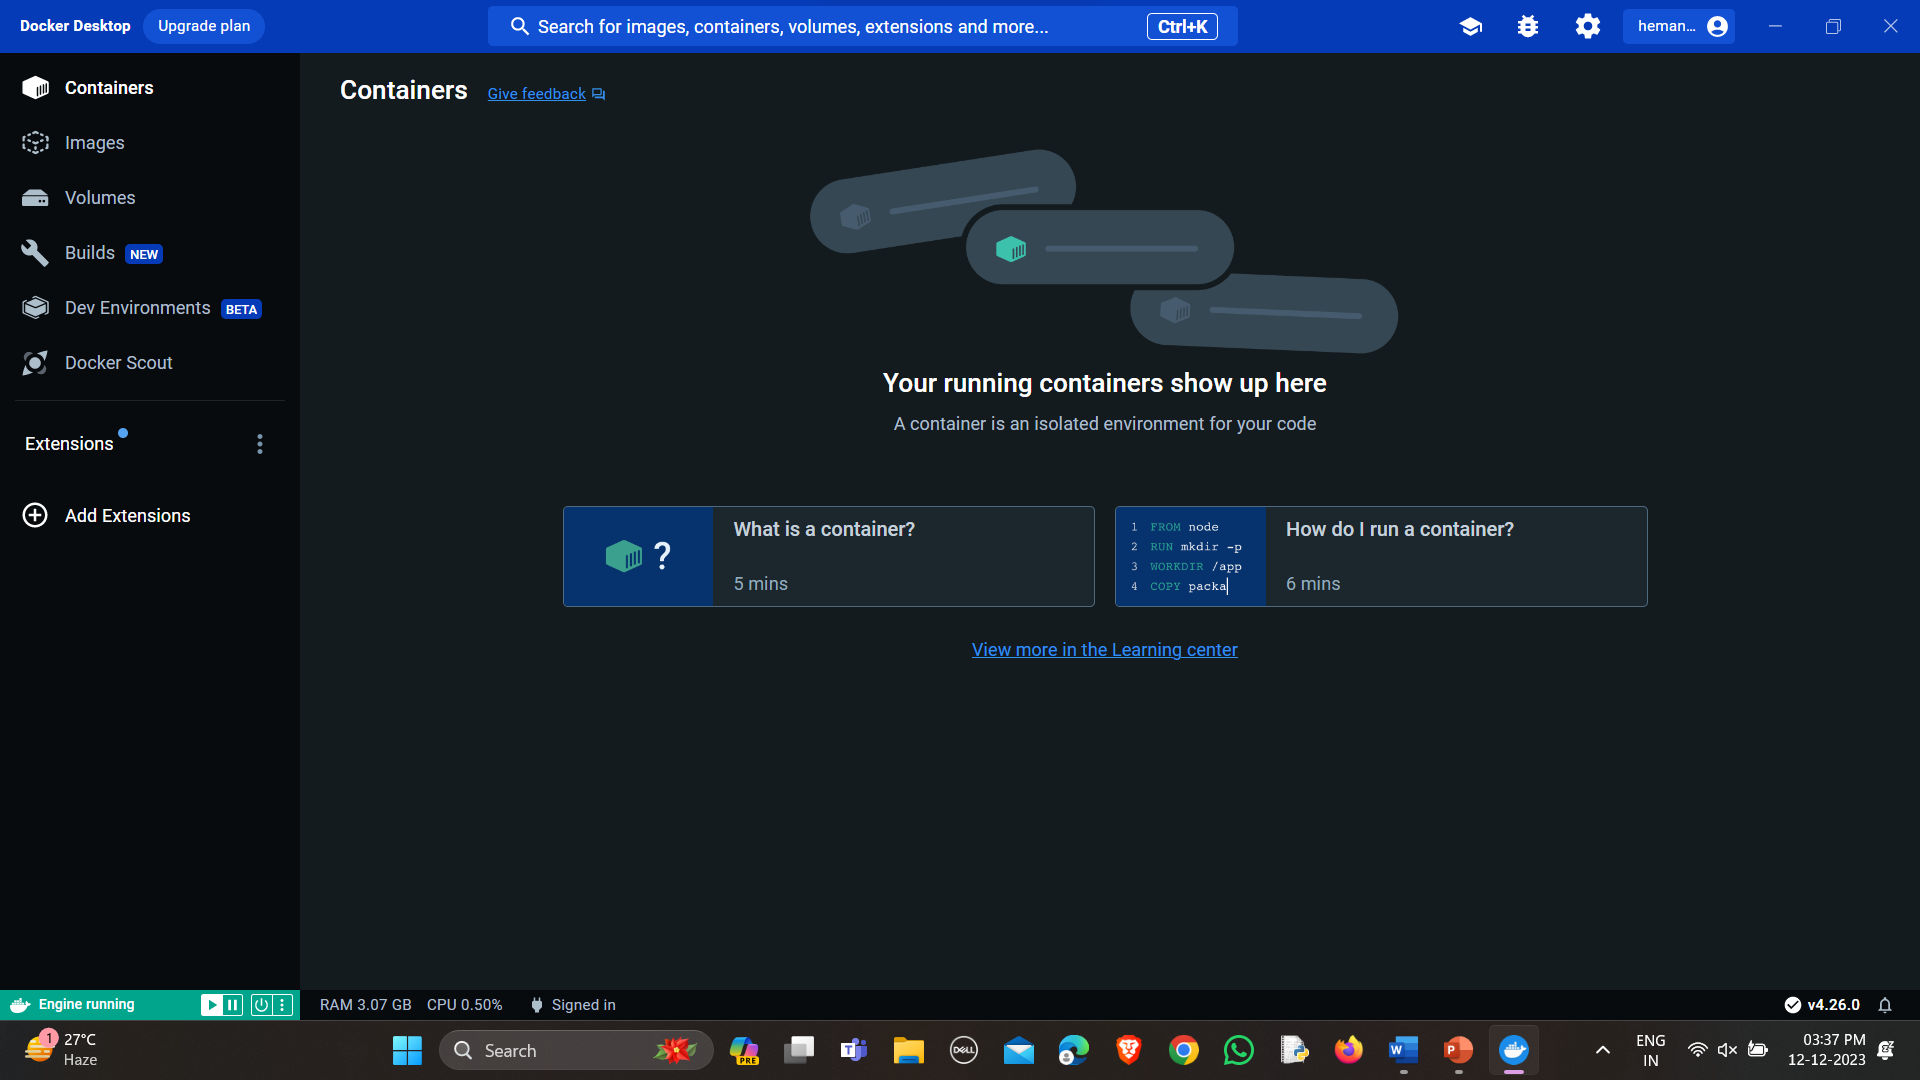 Docker Desktop
Upgrade plan
Search for images, containers, volumes, extensions and more...
Ctrl+K
heman...
Containers
Images
Volumes
Builds NEW
Dev Environments BETA
Docker Scout
Extensions
Add Extensions
Containers
Give feedback
Your running containers show up here
A container is an isolated environment for your code
?
What is a container?
5 mins
1 FROM node
2 RUN mkdir -p
3 WORKDIR /app
4 COPY packa
How do I run a container?
6 mins
View more in the Learning center
Engine running
RAM 3.07 GB
CPU 0.50%
Signed in
v4.26.0
1
27°C
Haze
Search
PRE
DELL
W
P
ENG
IN
03:37 PM
12-12-2023